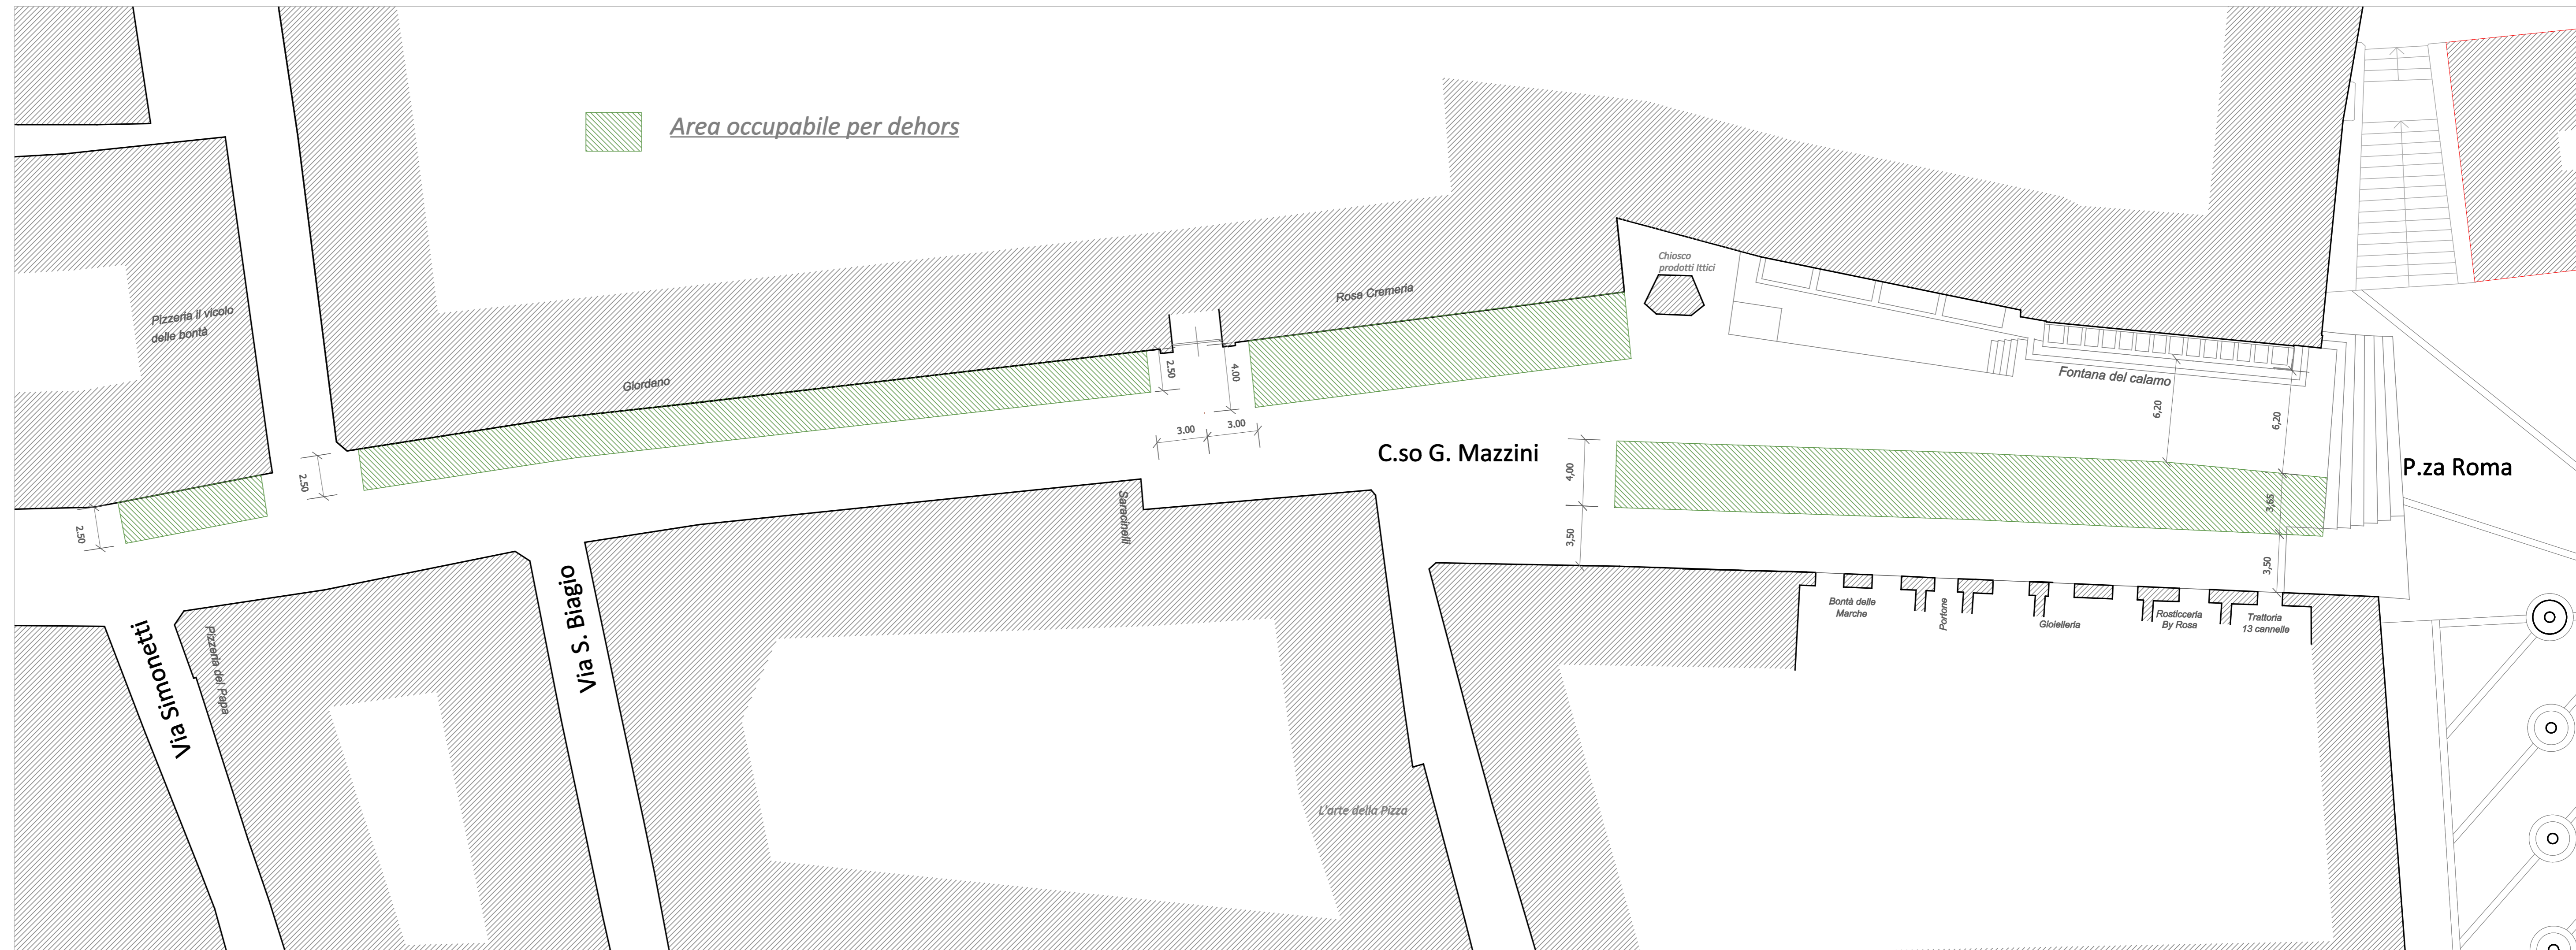 Area occupabile per dehors
Chiosco
prodotti Ittici
Rosa Cremeria
Pizzeria il vicolo
delle bontà
Giordano
2.50
4.00
3.00
3.00
Fontana del calamo
6,20
6,20
C.so G. Mazzini
P.za Roma
4,00
3,65
3,50
3,50
2.50
2.50
Saracinelli
Via S. Biagio
Via Simonetti
Pizzeria del Papa
Bontà delle
Marche
Portone
Gioielleria
Rosticceria
By Rosa
Trattoria
13 cannelle
L'arte della Pizza